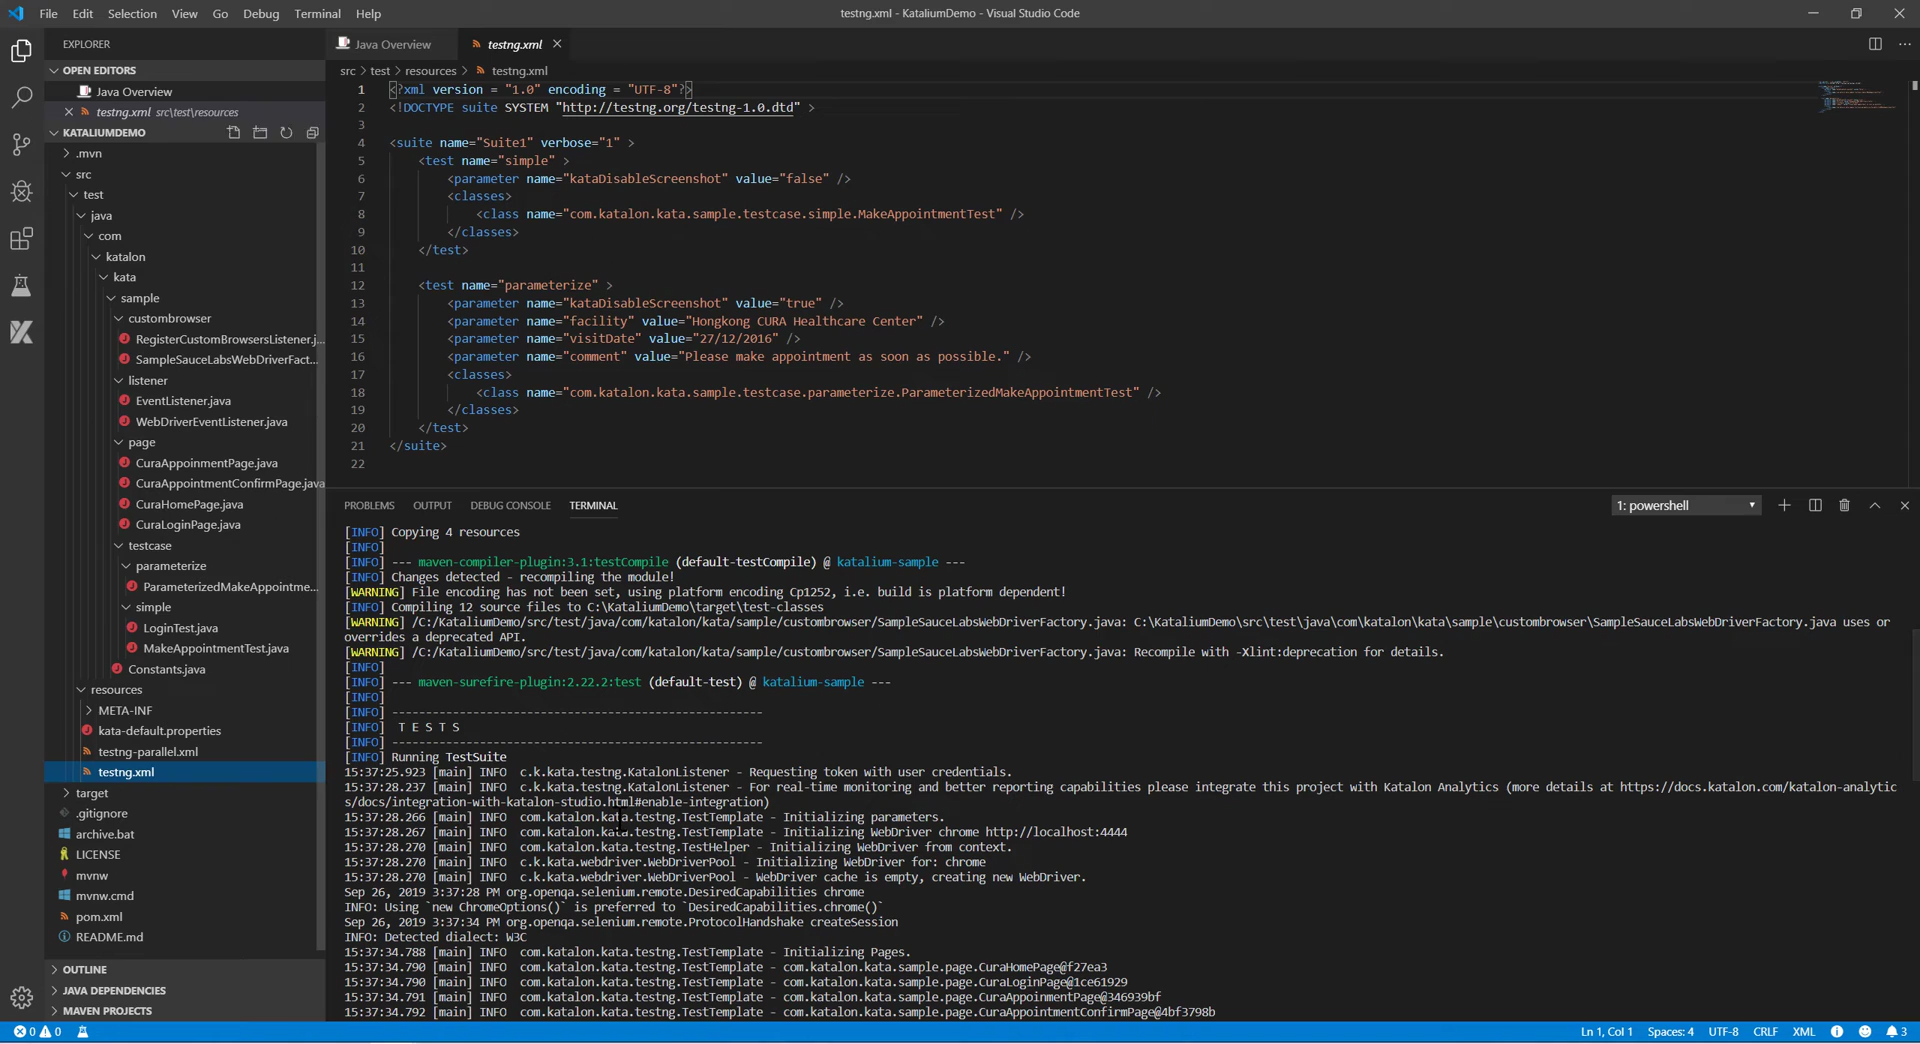 File Edit Selection View Go Debug Terminal Help
testng.xml - KataliumDemo - Visual Studio Code
EXPLORER
OPEN EDITORS
Java Overview
testng.xml src\test\resources
KATALIUMDEMO
.mvn
src
test
java
com
katalon
kata
sample
custombrowser
RegisterCustomBrowsersListener.j...
SampleSauceLabsWebDriverFact...
listener
EventListener.java
WebDriverEventListener.java
page
CuraAppoinmentPage.java
CuraAppointmentConfirmPage.java
CuraHomePage.java
CuraLoginPage.java
testcase
parameterize
ParameterizedMakeAppointme...
simple
LoginTest.java
MakeAppointmentTest.java
Constants.java
resources
META-INF
kata-default.properties
testng-parallel.xml
testng.xml
target
.gitignore
archive.bat
LICENSE
mvnw
mvnw.cmd
pom.xml
README.md
OUTLINE
JAVA DEPENDENCIES
MAVEN PROJECTS
Java Overview
testng.xml
src > test > resources > testng.xml
1 <?xml version = "1.0" encoding = "UTF-8"?>
2 <!DOCTYPE suite SYSTEM "http://testng.org/testng-1.0.dtd" >
3
4 <suite name="Suite1" verbose="1" >
5 <test name="simple" >
6 <parameter name="kataDisableScreenshot" value="false" />
7 <classes>
8 <class name="com.katalon.kata.sample.testcase.simple.MakeAppointmentTest" />
9 </classes>
10 </test>
11
12 <test name="parameterize" >
13 <parameter name="kataDisableScreenshot" value="true" />
14 <parameter name="facility" value="Hongkong CURA Healthcare Center" />
15 <parameter name="visitDate" value="27/12/2016" />
16 <parameter name="comment" value="Please make appointment as soon as possible." />
17 <classes>
18 <class name="com.katalon.kata.sample.testcase.parameterize.ParameterizedMakeAppointmentTest" />
19 </classes>
20 </test>
21 </suite>
22
PROBLEMS OUTPUT DEBUG CONSOLE TERMINAL
1: powershell
[INFO] Copying 4 resources
[INFO]
[INFO] --- maven-compiler-plugin:3.1:testCompile (default-testCompile) @ katalium-sample ---
[INFO] Changes detected - recompiling the module!
[WARNING] File encoding has not been set, using platform encoding Cp1252, i.e. build is platform dependent!
[INFO] Compiling 12 source files to C:\KataliumDemo\target\test-classes
[WARNING] /C:/KataliumDemo/src/test/java/com/katalon/kata/sample/custombrowser/SampleSauceLabsWebDriverFactory.java: C:\KataliumDemo\src\test\java\com\katalon\kata\sample\custombrowser\SampleSauceLabsWebDriverFactory.java uses or
overrides a deprecated API.
[WARNING] /C:/KataliumDemo/src/test/java/com/katalon/kata/sample/custombrowser/SampleSauceLabsWebDriverFactory.java: Recompile with -Xlint:deprecation for details.
[INFO]
[INFO] --- maven-surefire-plugin:2.22.2:test (default-test) @ katalium-sample ---
[INFO]
[INFO] -------------------------------------------------------
[INFO]  T E S T S
[INFO] -------------------------------------------------------
[INFO] Running TestSuite
15:37:25.923 [main] INFO c.k.kata.testng.KatalonListener - Requesting token with user credentials.
15:37:28.237 [main] INFO c.k.kata.testng.KatalonListener - For real-time monitoring and better reporting capabilities please integrate this project with Katalon Analytics (more details at https://docs.katalon.com/katalon-analytic
s/docs/integration-with-katalon-studio.html#enable-integration)
15:37:28.266 [main] INFO com.katalon.kata.testng.TestTemplate - Initializing parameters.
15:37:28.267 [main] INFO com.katalon.kata.testng.TestTemplate - Initializing WebDriver chrome http://localhost:4444
15:37:28.270 [main] INFO com.katalon.kata.testng.TestHelper - Initializing WebDriver from context.
15:37:28.270 [main] INFO c.k.kata.webdriver.WebDriverPool - Initializing WebDriver for: chrome
15:37:28.270 [main] INFO c.k.kata.webdriver.WebDriverPool - WebDriver cache is empty, creating new WebDriver.
Sep 26, 2019 3:37:28 PM org.openqa.selenium.remote.DesiredCapabilities chrome
INFO: Using `new ChromeOptions()` is preferred to `DesiredCapabilities.chrome()`
Sep 26, 2019 3:37:34 PM org.openqa.selenium.remote.ProtocolHandshake createSession
INFO: Detected dialect: W3C
15:37:34.788 [main] INFO com.katalon.kata.testng.TestTemplate - Initializing Pages.
15:37:34.790 [main] INFO com.katalon.kata.testng.TestTemplate - com.katalon.kata.sample.page.CuraHomePage@f27ea3
15:37:34.790 [main] INFO com.katalon.kata.testng.TestTemplate - com.katalon.kata.sample.page.CuraLoginPage@1ce61929
15:37:34.791 [main] INFO com.katalon.kata.testng.TestTemplate - com.katalon.kata.sample.page.CuraAppoinmentPage@346939bf
15:37:34.792 [main] INFO com.katalon.kata.testng.TestTemplate - com.katalon.kata.sample.page.CuraAppointmentConfirmPage@4bf3798b
0 0
Ln 1, Col 1 Spaces: 4 UTF-8 CRLF XML 3